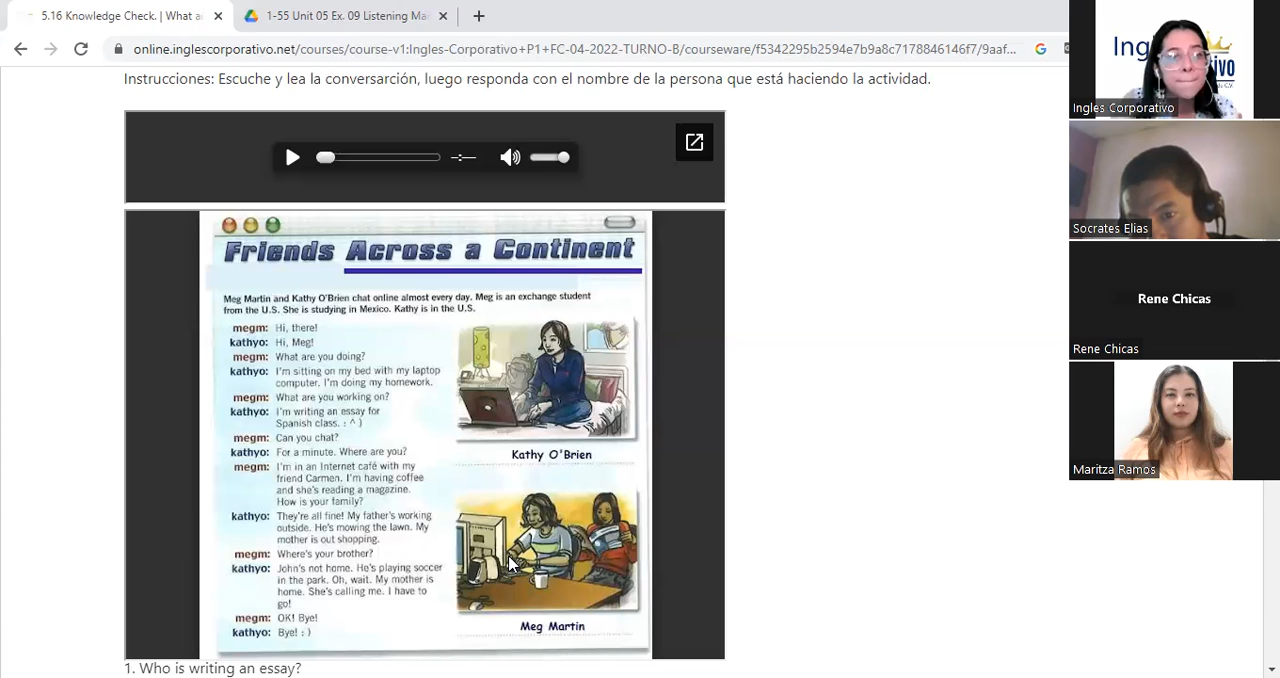 5.16 Knowledge Check. | What a
1-55 Unit 05 Ex. 09 Listening Ma
online.inglescorporativo.net/courses/course-v1:Ingles-Corporativo+P1+FC-04-2022-TURNO-B/courseware/f5342295b2594e7b9a8c7178846146f7/9aaf...
Instrucciones: Escuche y lea la conversarción, luego responda con el nombre de la persona que está haciendo la actividad.
Friends Across a Continent
Meg Martin and Kathy O'Brien chat online almost every day. Meg is an exchange student
from the U.S. She is studying in Mexico. Kathy is in the U.S.
megm: Hi, there!
kathyo: Hi, Meg!
megm: What are you doing?
kathyo: I'm sitting on my bed with my laptop
computer. I'm doing my homework.
megm: What are you working on?
kathyo: I'm writing an essay for
Spanish class. : ^ )
megm: Can you chat?
kathyo: For a minute. Where are you?
megm: I'm in an Internet café with my
friend Carmen. I'm having coffee
and she's reading a magazine.
How is your family?
kathyo: They're all fine! My father's working
outside. He's mowing the lawn. My
mother is out shopping.
megm: Where's your brother?
kathyo: John's not home. He's playing soccer
in the park. Oh, wait. My mother is
home. She's calling me. I have to
go!
megm: OK! Bye!
kathyo: Bye! : )
Kathy O'Brien
Meg Martin
1. Who is writing an essay?
Ingles Corporativo
Socrates Elias
Rene Chicas
Rene Chicas
Maritza Ramos